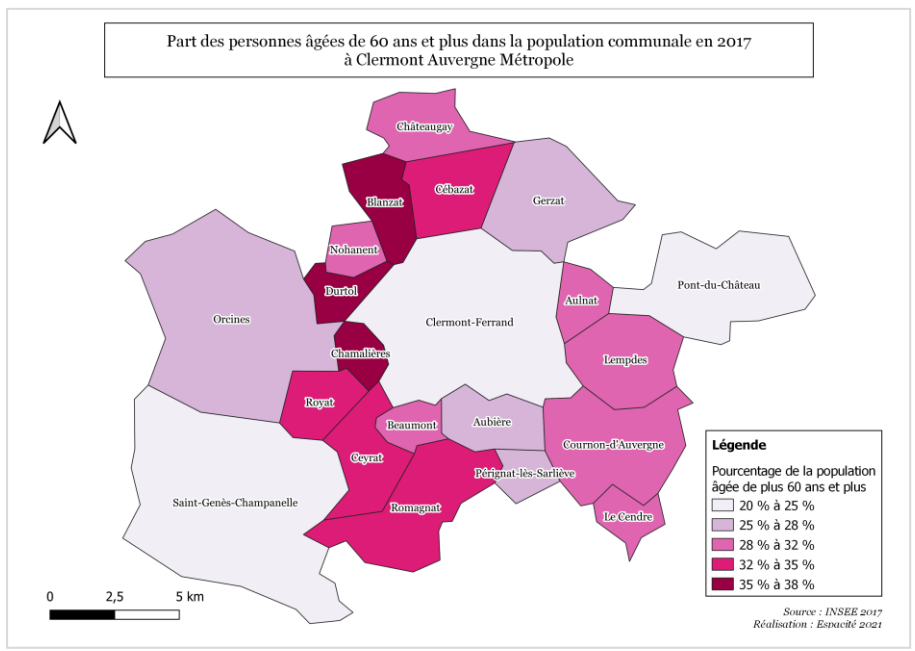 Part des personnes âgées de 60 ans et plus dans la population communale en 2017
à Clermont Auvergne Métropole
Châteaugay
Cébazat
Blanzat
Gerzat
Nohanent
Pont-du-Château
Durtol
Aulnat
Orcines
Clermont-Ferrand
Chamalières
Lempdes
Royat
Beaumont
Aubière
Cournon-d'Auvergne
Ceyrat
Pérignat-lès-Sarliève
Saint-Genès-Champanelle
Romagnat
Le Cendre
Légende
Pourcentage de la population
âgée de plus 60 ans et plus
20 % à 25 %
25 % à 28 %
28 % à 32 %
32 % à 35 %
35 % à 38 %
0 2,5 5 km
Source : INSEE 2017
Réalisation : Espacité 2021